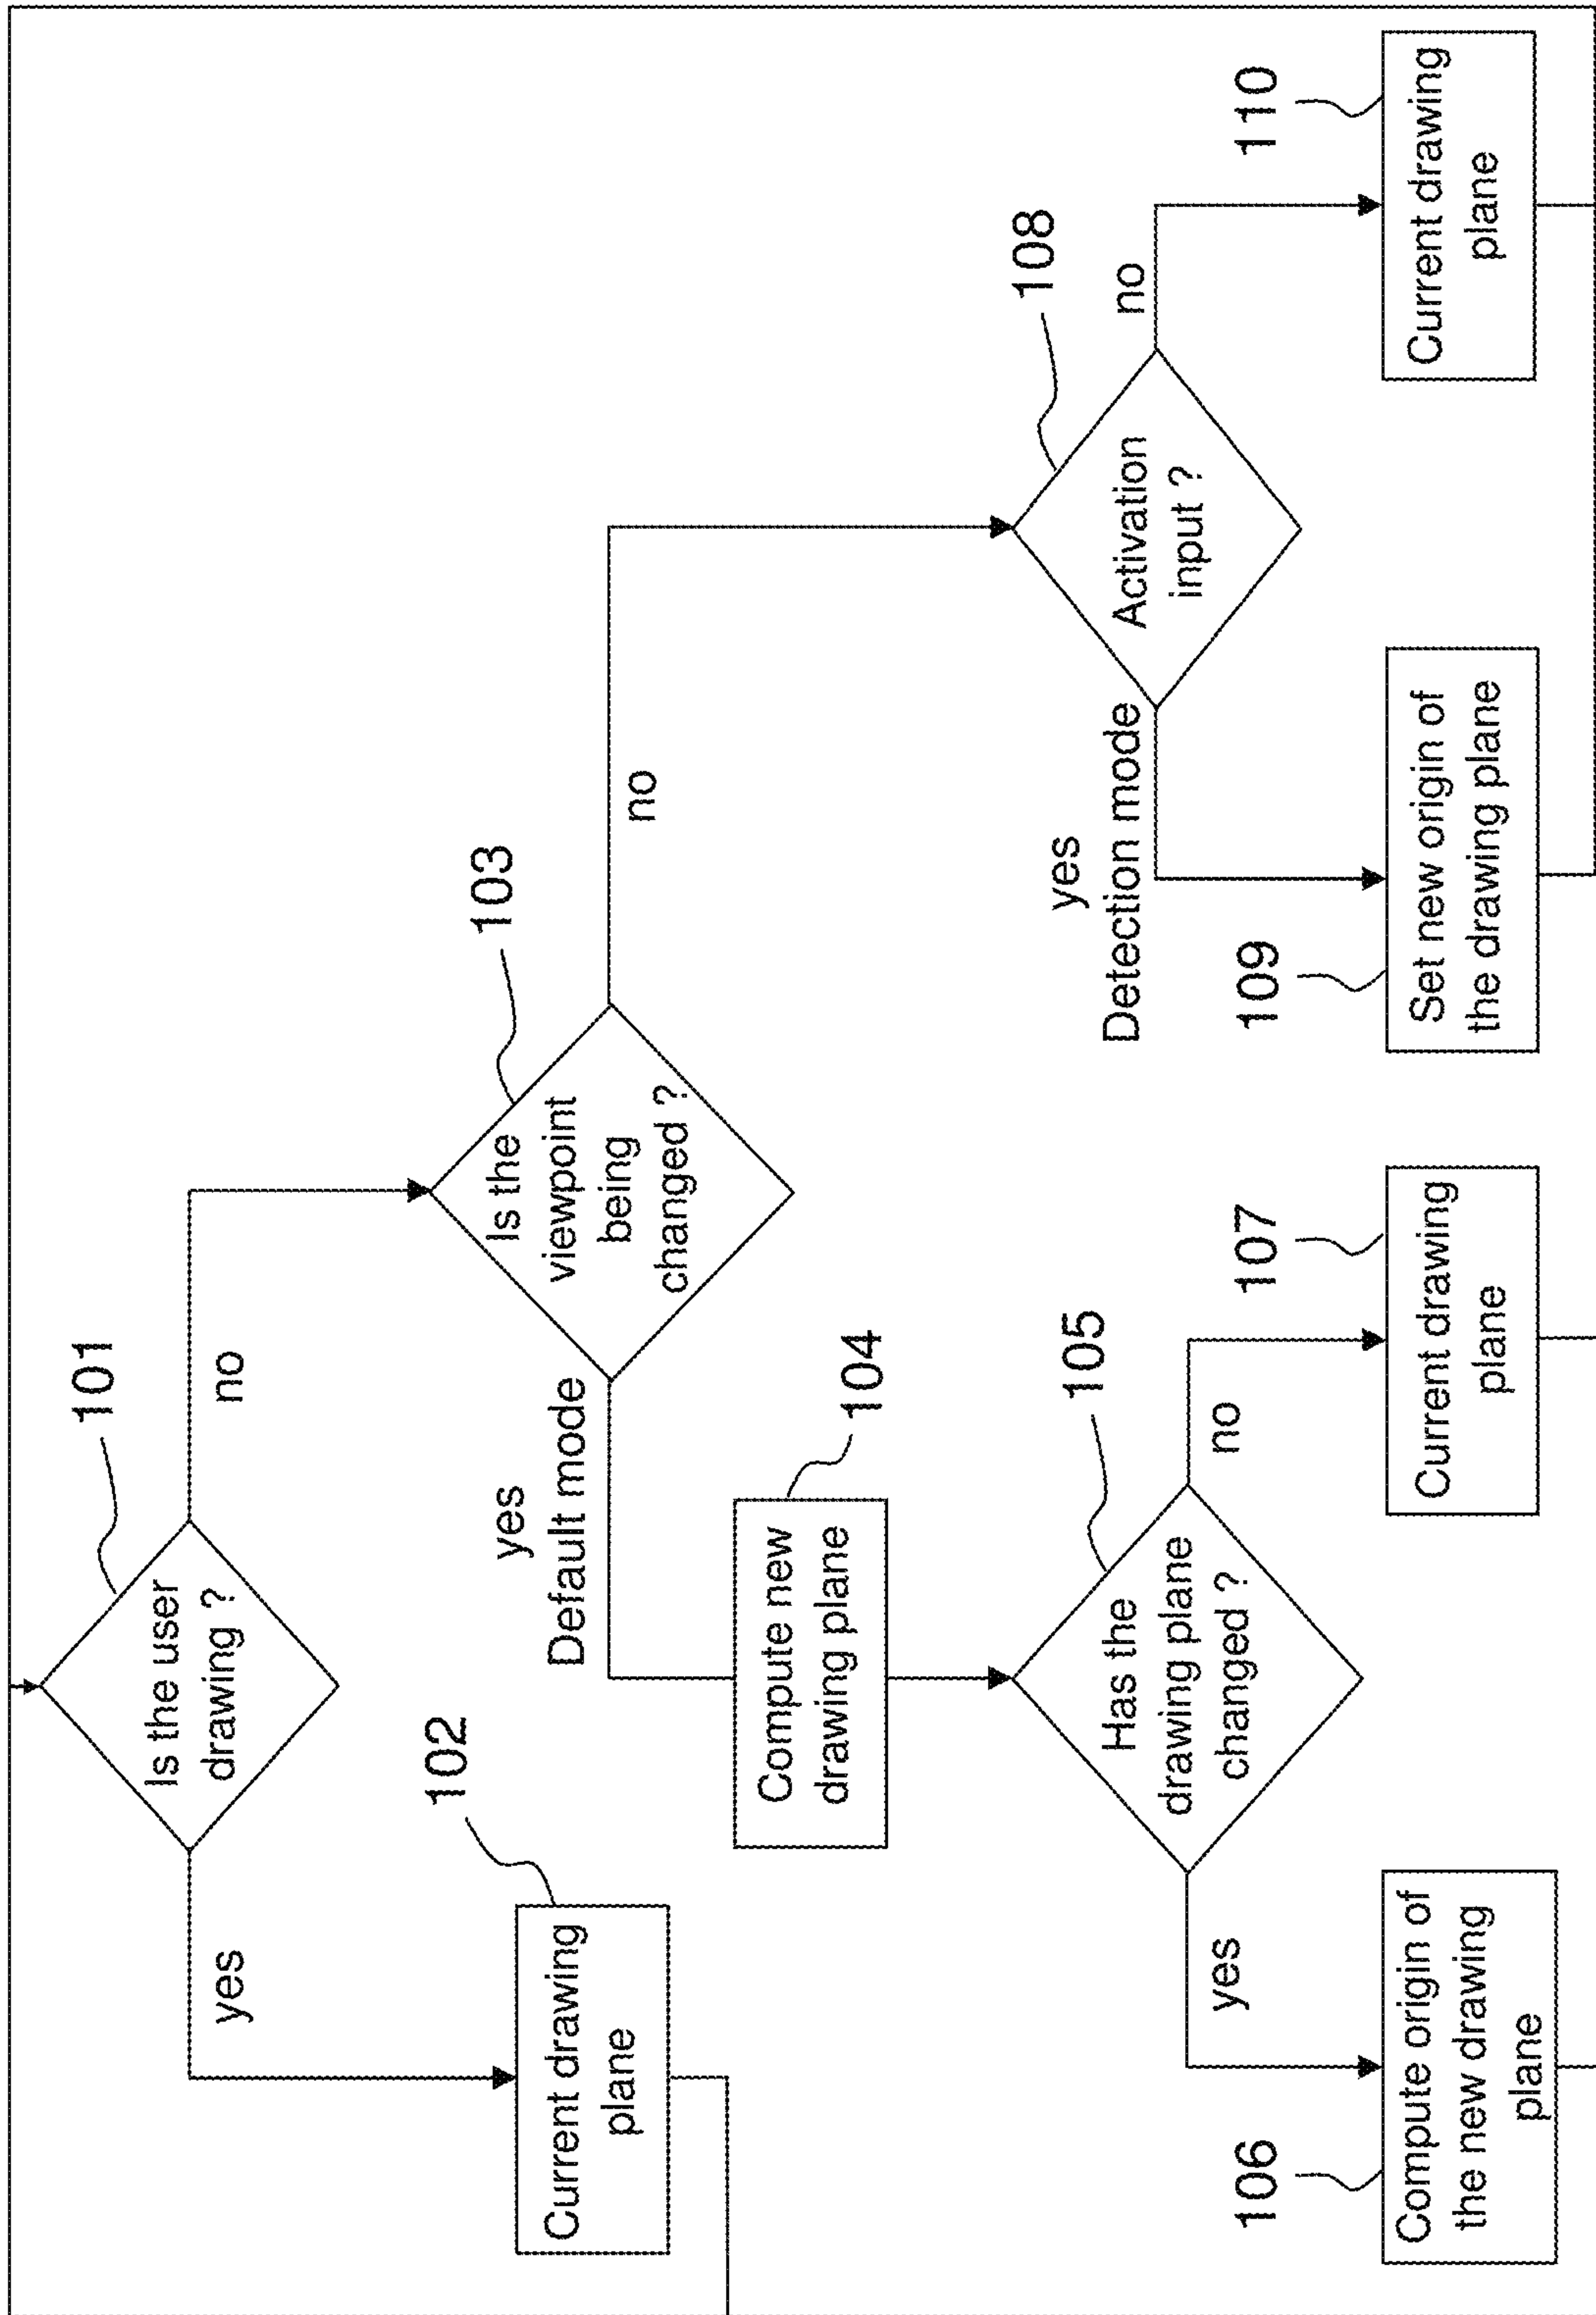 101
Is the user
drawing ?
yes
no
102
Current drawing
plane
103
Is the
viewpoint
being
changed ?
yes
Default mode
no
104
Compute new
drawing plane
105
Has the
drawing plane
changed ?
yes
no
106
Compute origin of
the new drawing
plane
107
Current drawing
plane
108
Activation
input ?
yes
Detection mode
no
109
Set new origin of
the drawing plane
110
Current drawing
plane